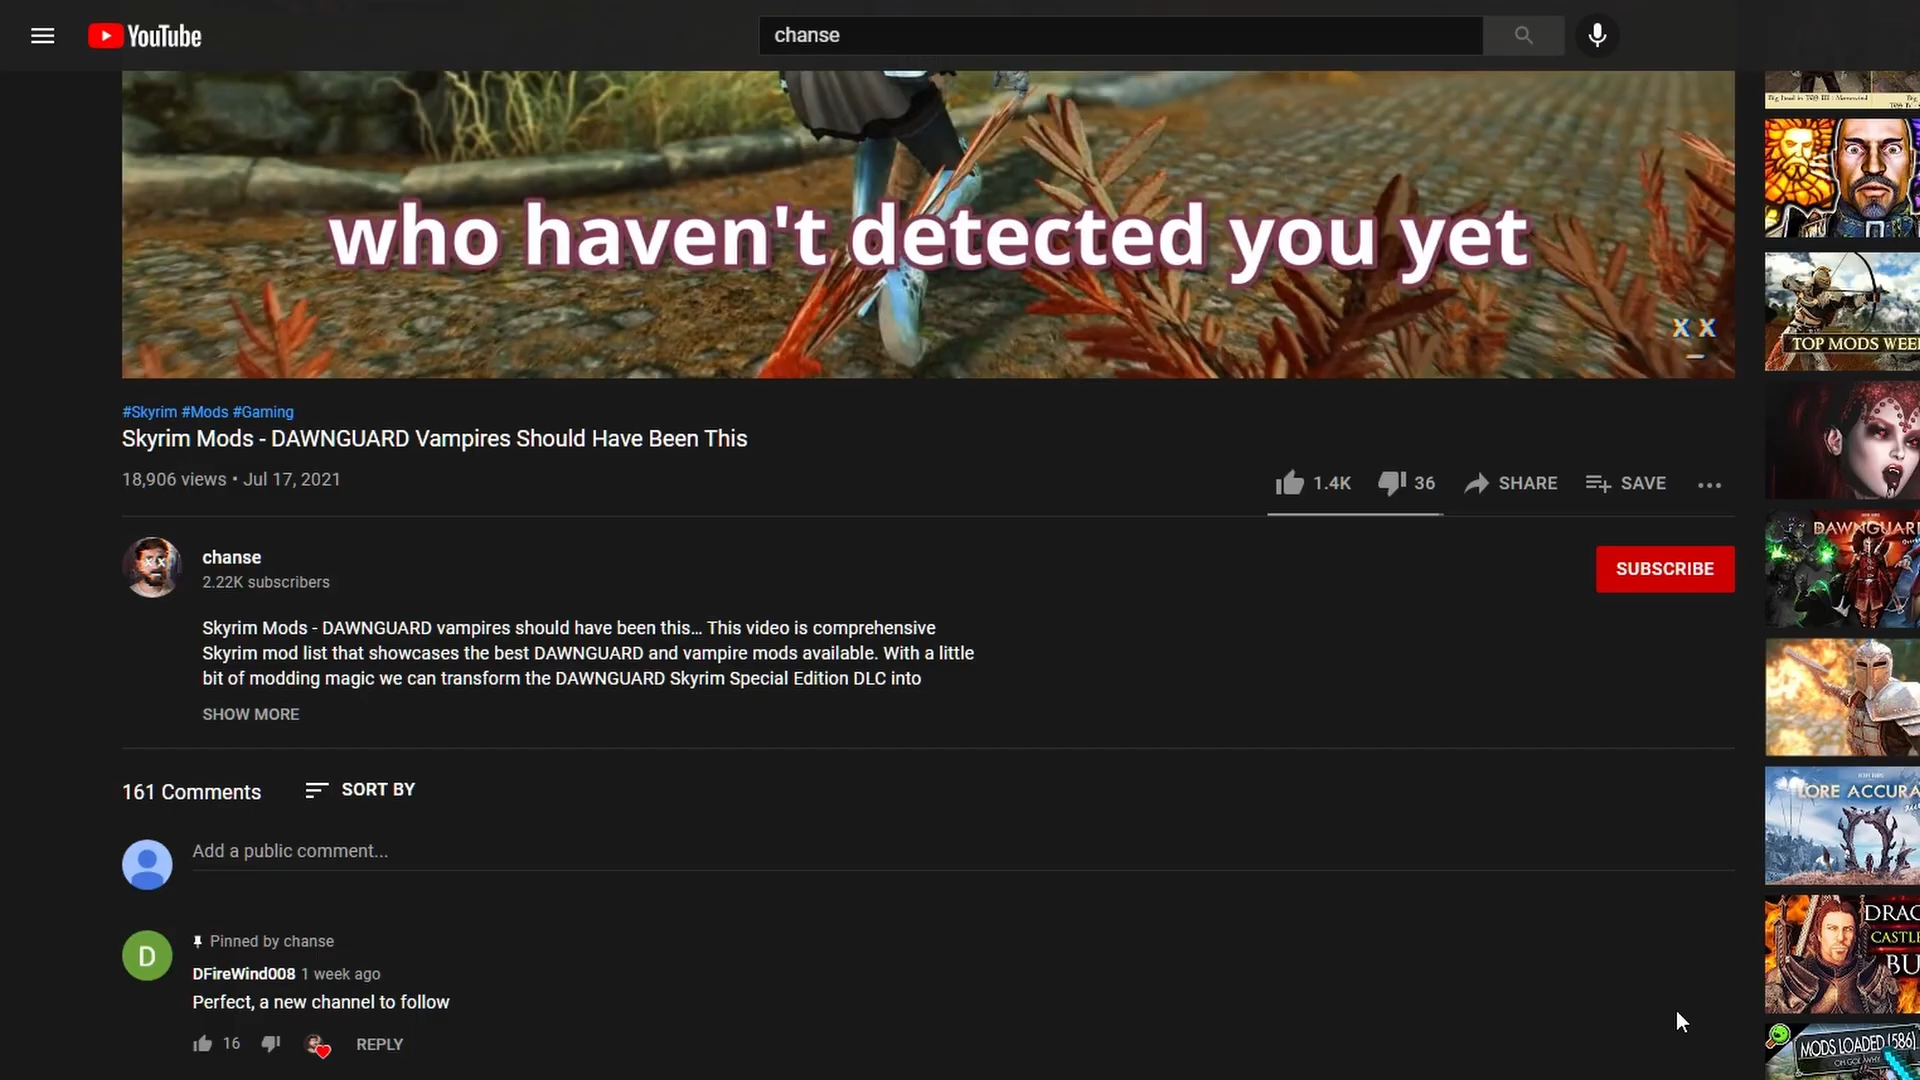 YouTube
chanse
who haven't detected you yet
X X
#Skyrim #Mods #Gaming
Skyrim Mods - DAWNGUARD Vampires Should Have Been This
18,906 views • Jul 17, 2021
1.4K
36
SHARE
SAVE
chanse
2.22K subscribers
SUBSCRIBE
Skyrim Mods - DAWNGUARD vampires should have been this... This video is comprehensive
Skyrim mod list that showcases the best DAWNGUARD and vampire mods available. With a little
bit of modding magic we can transform the DAWNGUARD Skyrim Special Edition DLC into
SHOW MORE
161 Comments
SORT BY
Add a public comment...
D
Pinned by chanse
DFireWind008 1 week ago
Perfect, a new channel to follow
16
REPLY
TOP MODS WEE
DAWNGUARD
LORE ACCURA
DRAG
CASTLE
BU
MODS LOADED (586)